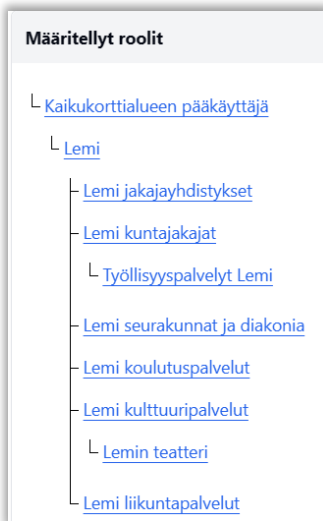 Määritellyt roolit
Kaikukorttialueen pääkäyttäjä
Lemi
Lemi jakajayhdistykset
Lemi kuntajakajat
Työllisyyspalvelyt Lemi
Lemi seurakunnat ja diakonia
Lemi koulutuspalvelut
Lemi kulttuuripalvelut
Lemin teatteri
Lemi liikuntapalvelut